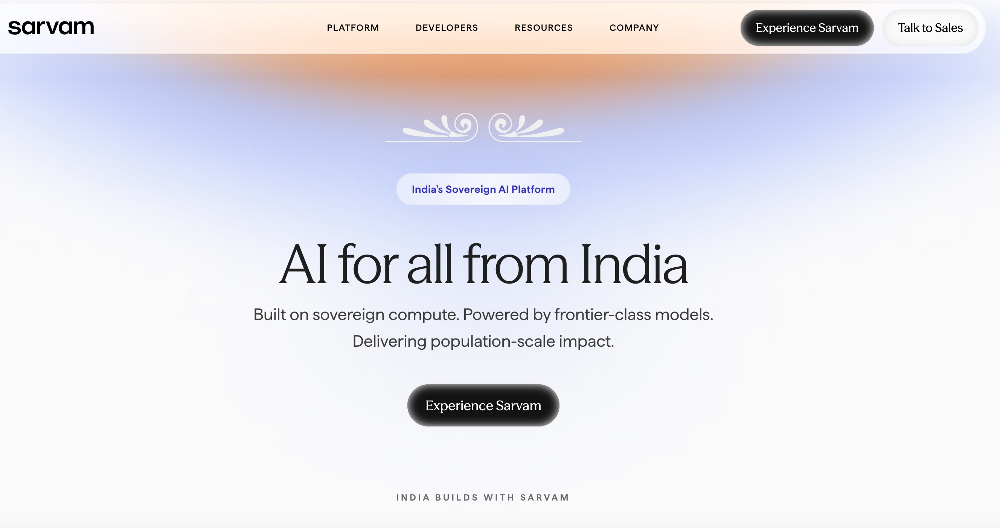 sarvam
PLATFORM
DEVELOPERS
RESOURCES
COMPANY
Experience Sarvam
Talk to Sales
India's Sovereign AI Platform
AI for all from India
Built on sovereign compute. Powered by frontier-class models.
Delivering population-scale impact.
Experience Sarvam
INDIA BUILDS WITH SARVAM